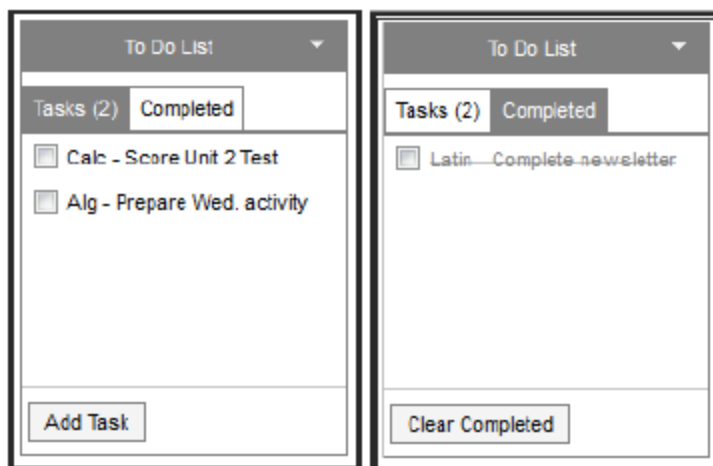 To Do List
Tasks (2) Completed
Calc - Score Unit 2 Test
Alg - Prepare Wed. activity
Add Task
To Do List
Tasks (2) Completed
Latin - Complete newsletter
Clear Completed